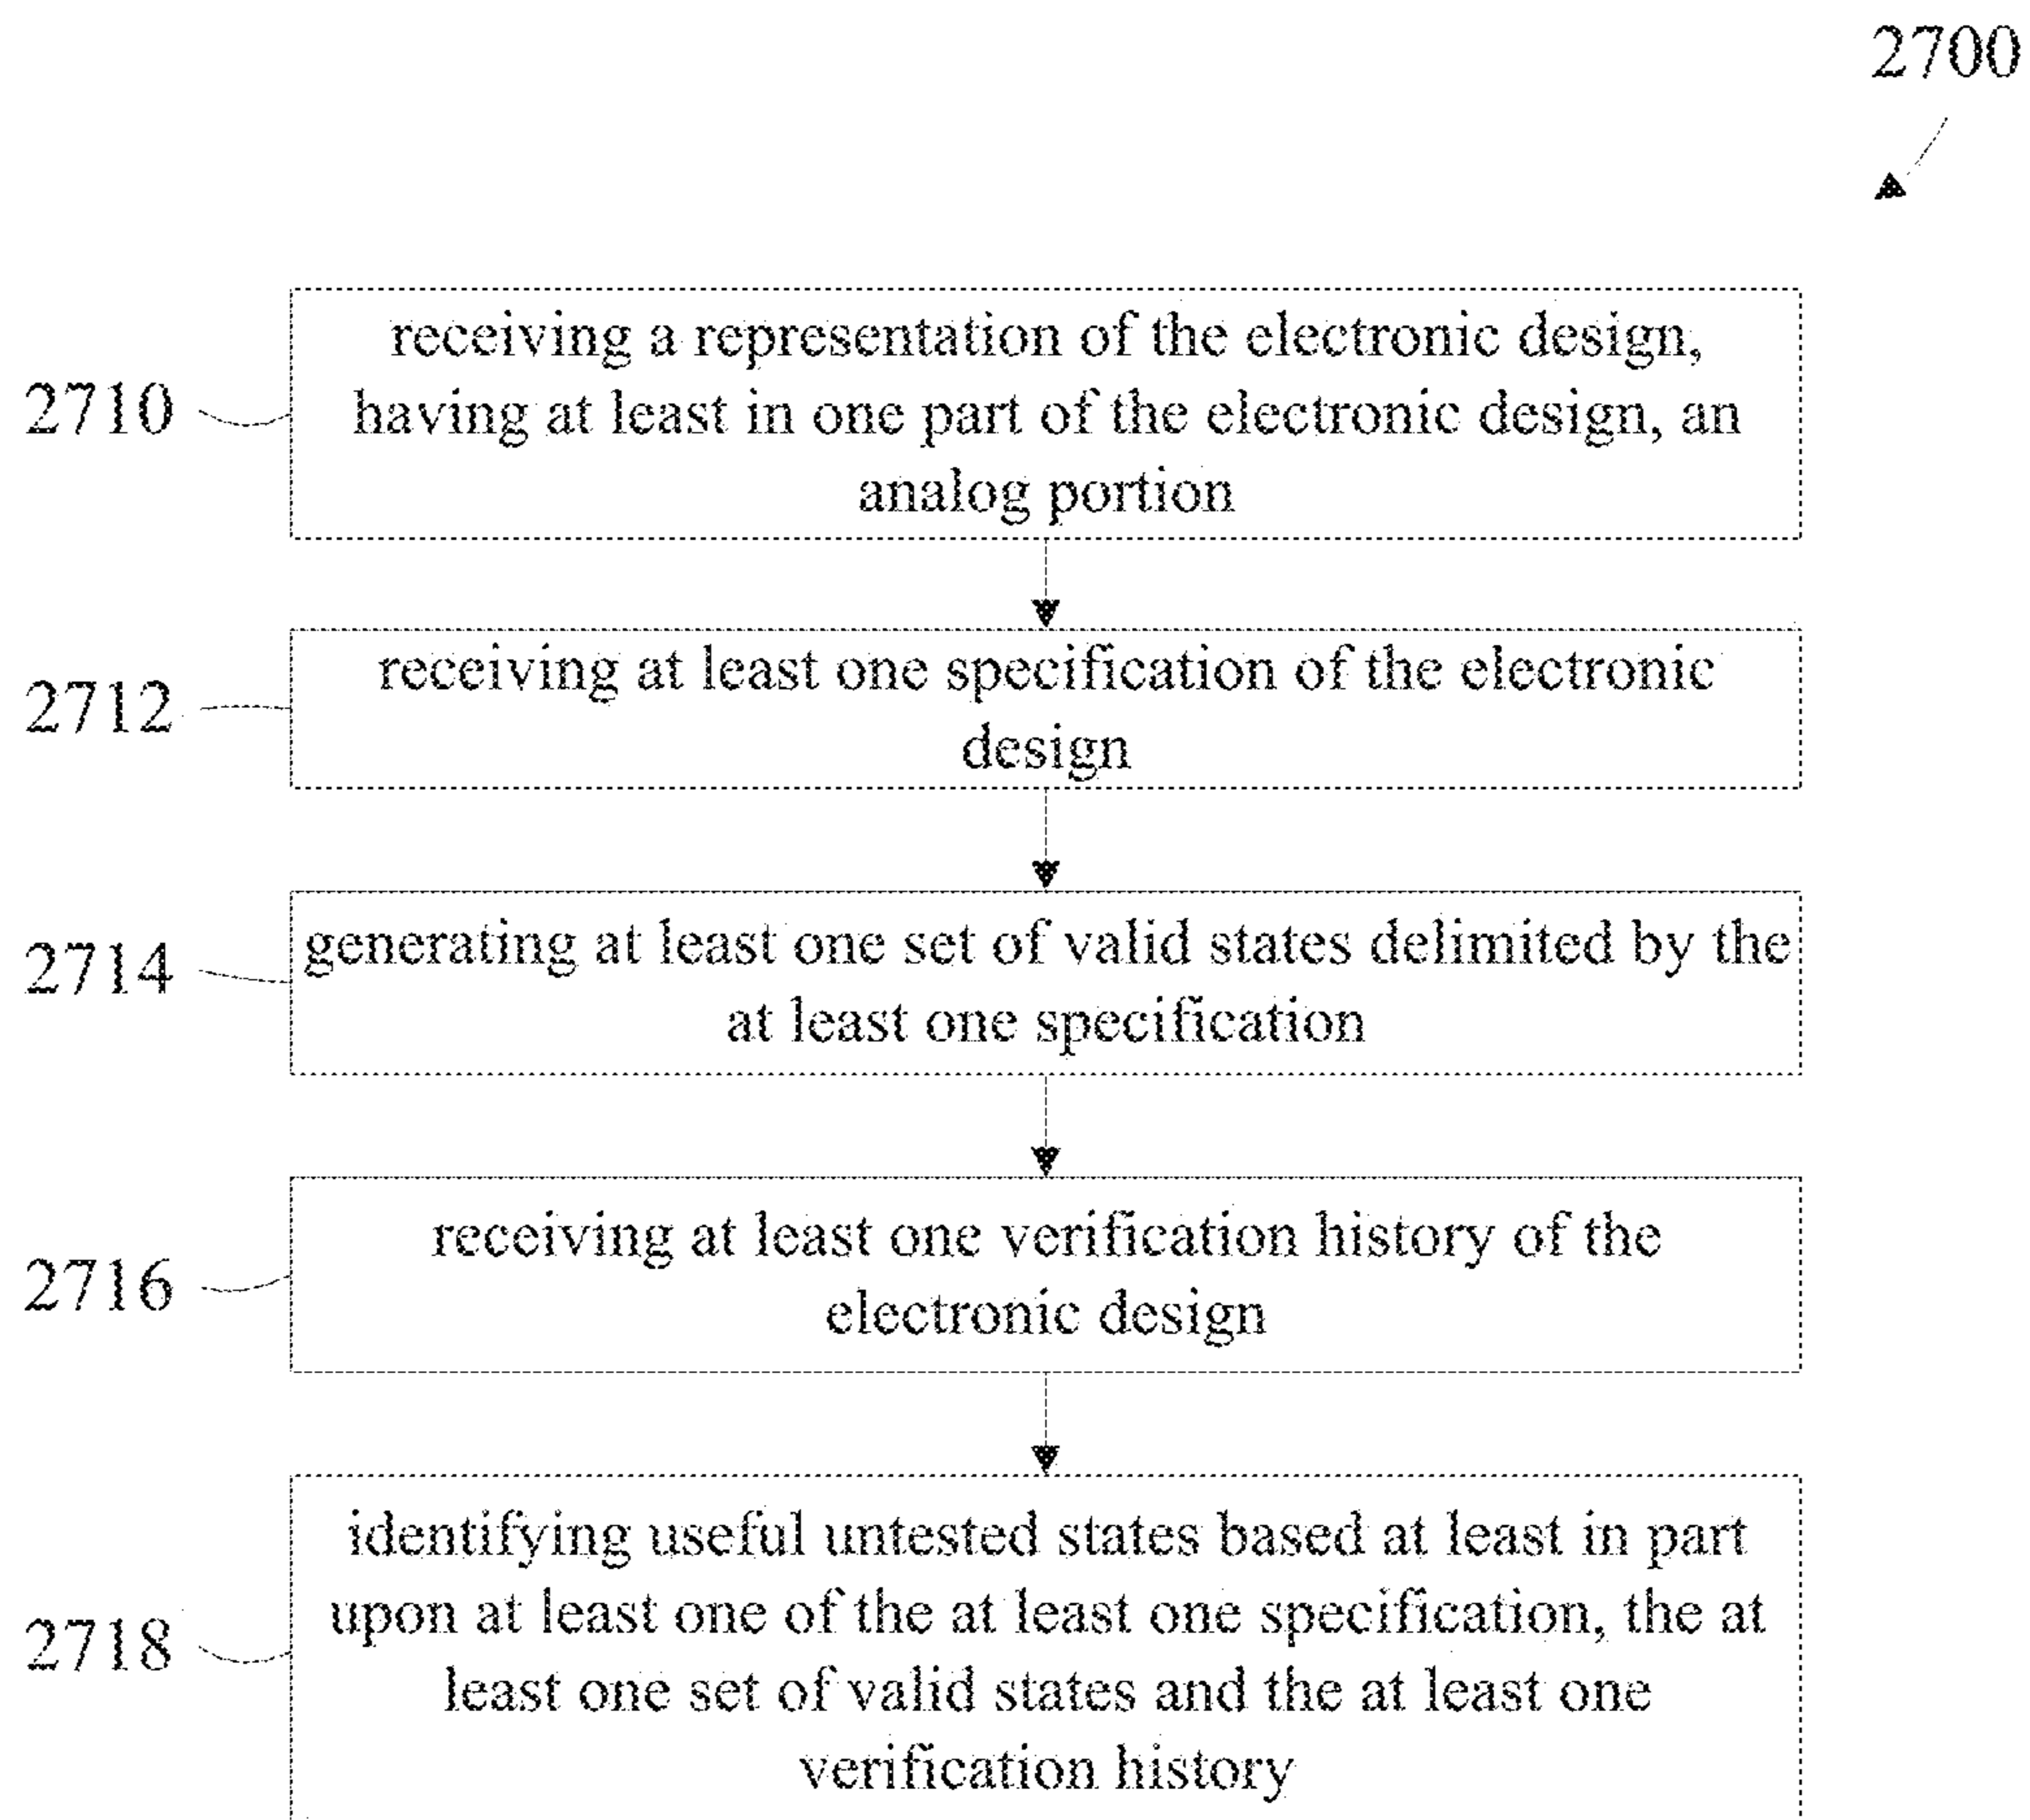 2700
2710
receiving a representation of the electronic design,
having at least in one part of the electronic design, an
analog portion
2712
receiving at least one specification of the electronic
design
2714
generating at least one set of valid states delimited by the
at least one specification
2716
receiving at least one verification history of the
electronic design
2718
identifying useful untested states based at least in part
upon at least one of the at least one specification, the at
least one set of valid states and the at least one
verification history